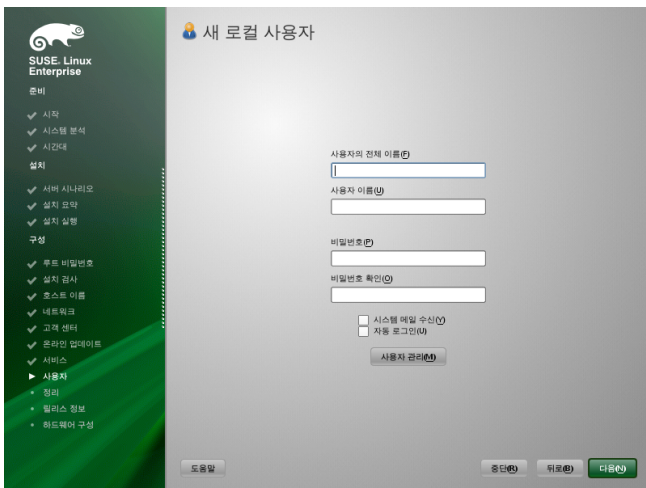 SUSE. Linux
Enterprise
준비
시작
시스템 분석
시간대
설치
서버 시나리오
설치 요약
설치 실행
구성
루트 비밀번호
설치 검사
호스트 이름
네트워크
고객 센터
온라인 업데이트
서비스
사용자
정리
릴리스 정보
하드웨어 구성
새 로컬 사용자
사용자의 전체 이름(F)
사용자 이름(U)
비밀번호(P)
비밀번호 확인(O)
시스템 메일 수신(Y)
자동 로그인(U)
사용자 관리(M)
도움말
중단(R)
뒤로(B)
다음(N)